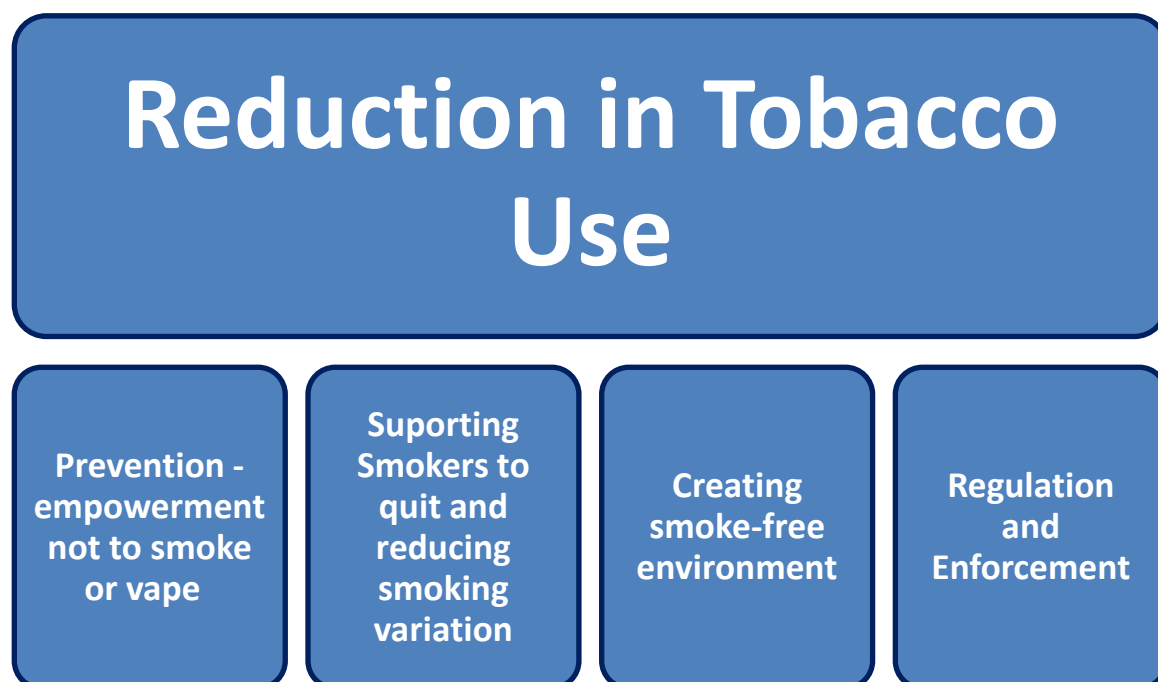 Reduction in Tobacco
Use
Prevention -
empowerment
not to smoke
or vape
Suporting
Smokers to
quit and
reducing
smoking
variation
Creating
smoke-free
environment
Regulation
and
Enforcement